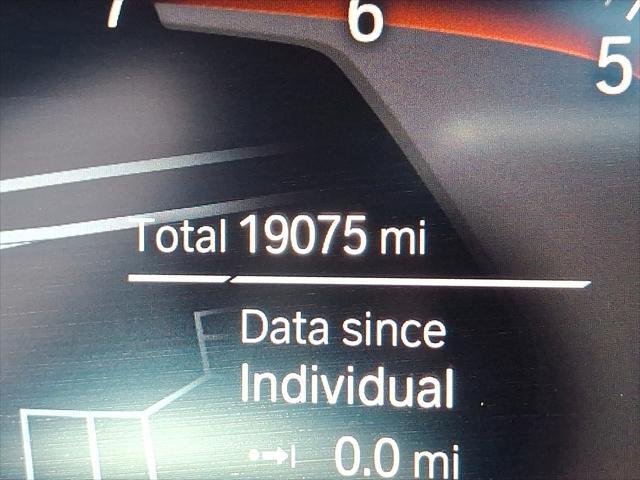 7 6 5
Total 19075 mi
Data since
Individual
0.0 mi